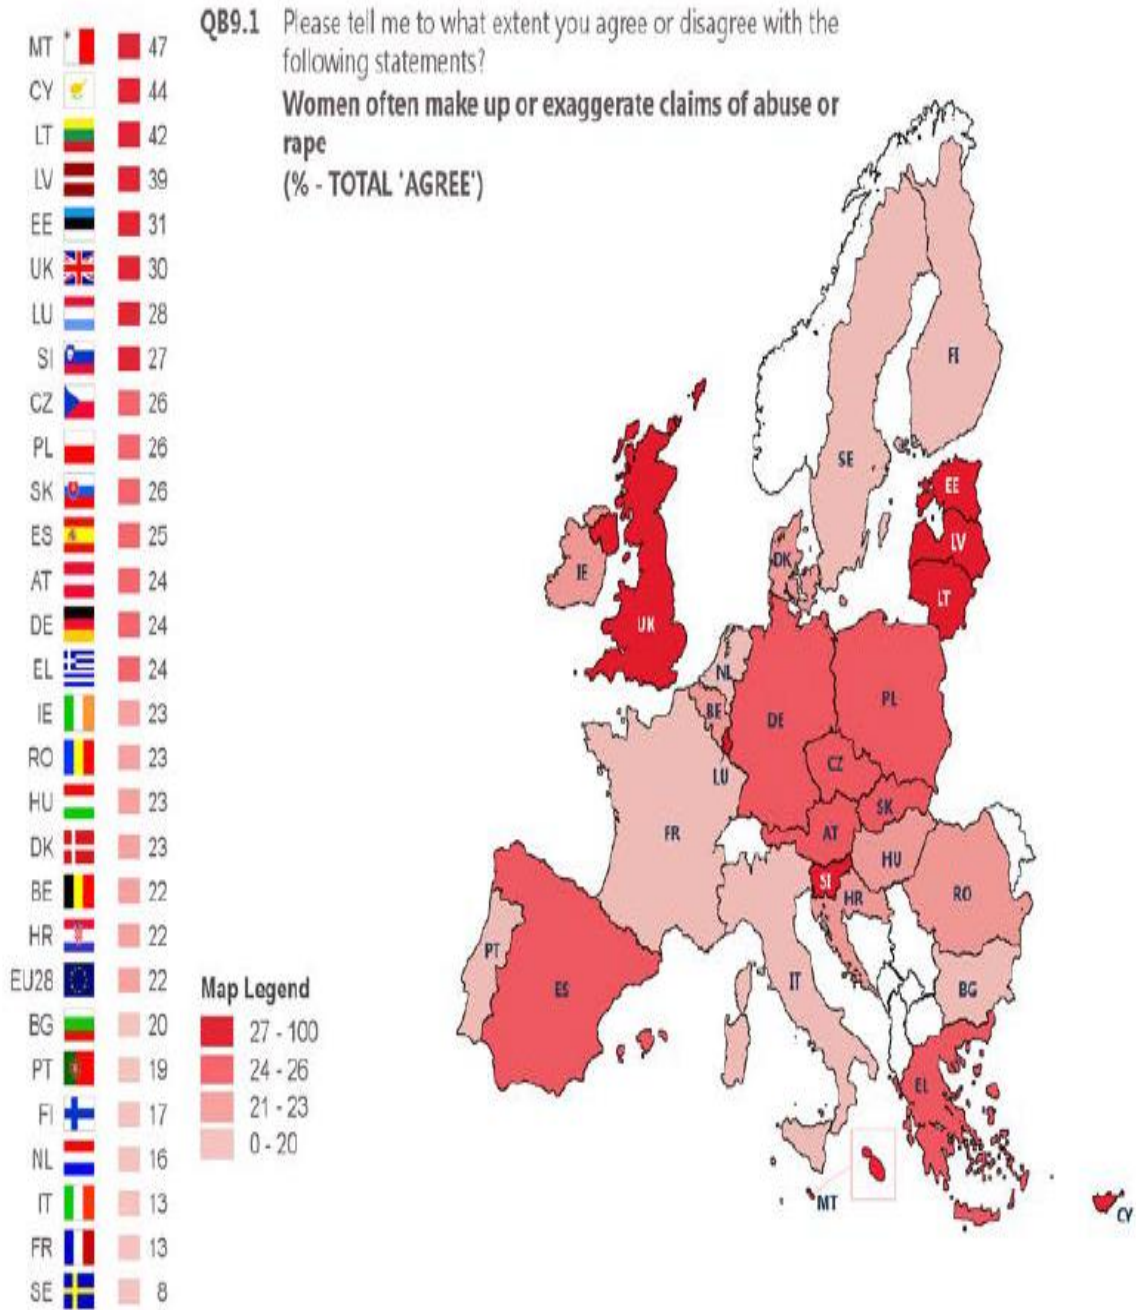 QB9.1 Please tell me to what extent you agree or disagree with the
following statements?
Women often make up or exaggerate claims of abuse or
rape
(% - TOTAL 'AGREE')
MT 47
CY 44
LT 42
LV 39
EE 31
UK 30
LU 28
SI 27
CZ 26
PL 26
SK 26
ES 25
AT 24
DE 24
EL 24
IE 23
RO 23
HU 23
DK 23
BE 22
HR 22
EU28 22
BG 20
PT 19
FI 17
NL 16
IT 13
FR 13
SE 8
Map Legend
27 - 100
24 - 26
21 - 23
0 - 20
FI
SE
EE
LV
LT
DK
IE
UK
NL
BE
LU
DE
PL
CZ
SK
AT
HU
FR
SI
HR
RO
PT
ES
IT
BG
EL
MT
CY